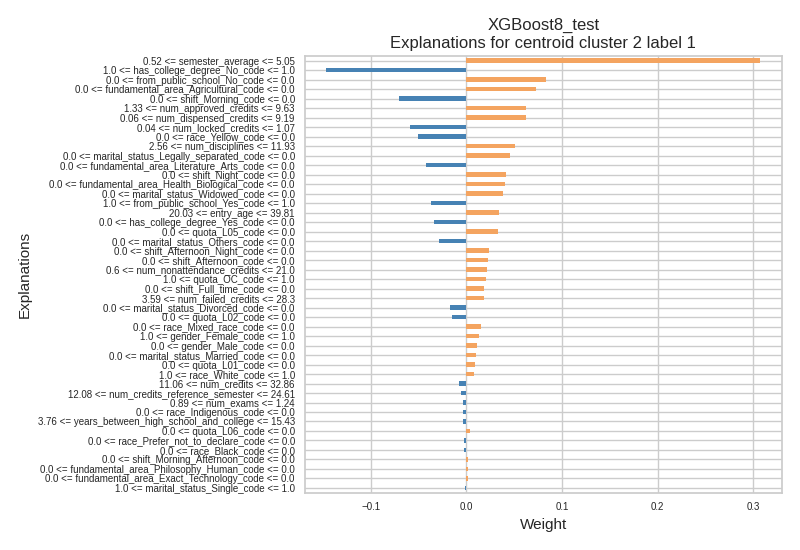 XGBoost8_test
Explanations for centroid cluster 2 label 1
0.52 <= semester_average <= 5.05
1.0 <= has_college_degree_No_code <= 1.0
0.0 <= from_public_school_No_code <= 0.0
0.0 <= fundamental_area_Agricultural_code <= 0.0
0.0 <= shift_Morning_code <= 0.0
1.33 <= num_approved_credits <= 9.63
0.06 <= num_dispensed_credits <= 9.19
0.04 <= num_locked_credits <= 1.07
0.0 <= race_Yellow_code <= 0.0
2.56 <= num_disciplines <= 11.93
0.0 <= marital_status_Legally_separated_code <= 0.0
0.0 <= fundamental_area_Literature_Arts_code <= 0.0
0.0 <= shift_Night_code <= 0.0
0.0 <= fundamental_area_Health_Biological_code <= 0.0
0.0 <= marital_status_Widowed_code <= 0.0
1.0 <= from_public_school_Yes_code <= 1.0
20.03 <= entry_age <= 39.81
0.0 <= has_college_degree_Yes_code <= 0.0
0.0 <= quota_L05_code <= 0.0
0.0 <= marital_status_Others_code <= 0.0
0.0 <= shift_Afternoon_Night_code <= 0.0
0.0 <= shift_Afternoon_code <= 0.0
0.6 <= num_nonattendance_credits <= 21.0
1.0 <= quota_OC_code <= 1.0
0.0 <= shift_Full_time_code <= 0.0
3.59 <= num_failed_credits <= 28.3
0.0 <= marital_status_Divorced_code <= 0.0
0.0 <= quota_L02_code <= 0.0
0.0 <= race_Mixed_race_code <= 0.0
1.0 <= gender_Female_code <= 1.0
0.0 <= gender_Male_code <= 0.0
0.0 <= marital_status_Married_code <= 0.0
0.0 <= quota_L01_code <= 0.0
1.0 <= race_White_code <= 1.0
11.06 <= num_credits <= 32.86
12.08 <= num_credits_reference_semester <= 24.61
0.89 <= num_exams <= 1.24
0.0 <= race_Indigenous_code <= 0.0
3.76 <= years_between_high_school_and_college <= 15.43
0.0 <= quota_L06_code <= 0.0
0.0 <= race_Prefer_not_to_declare_code <= 0.0
0.0 <= race_Black_code <= 0.0
0.0 <= shift_Morning_Afternoon_code <= 0.0
0.0 <= fundamental_area_Philosophy_Human_code <= 0.0
0.0 <= fundamental_area_Exact_Technology_code <= 0.0
1.0 <= marital_status_Single_code <= 1.0
Explanations
−0.1 0.0 0.1 0.2 0.3
Weight